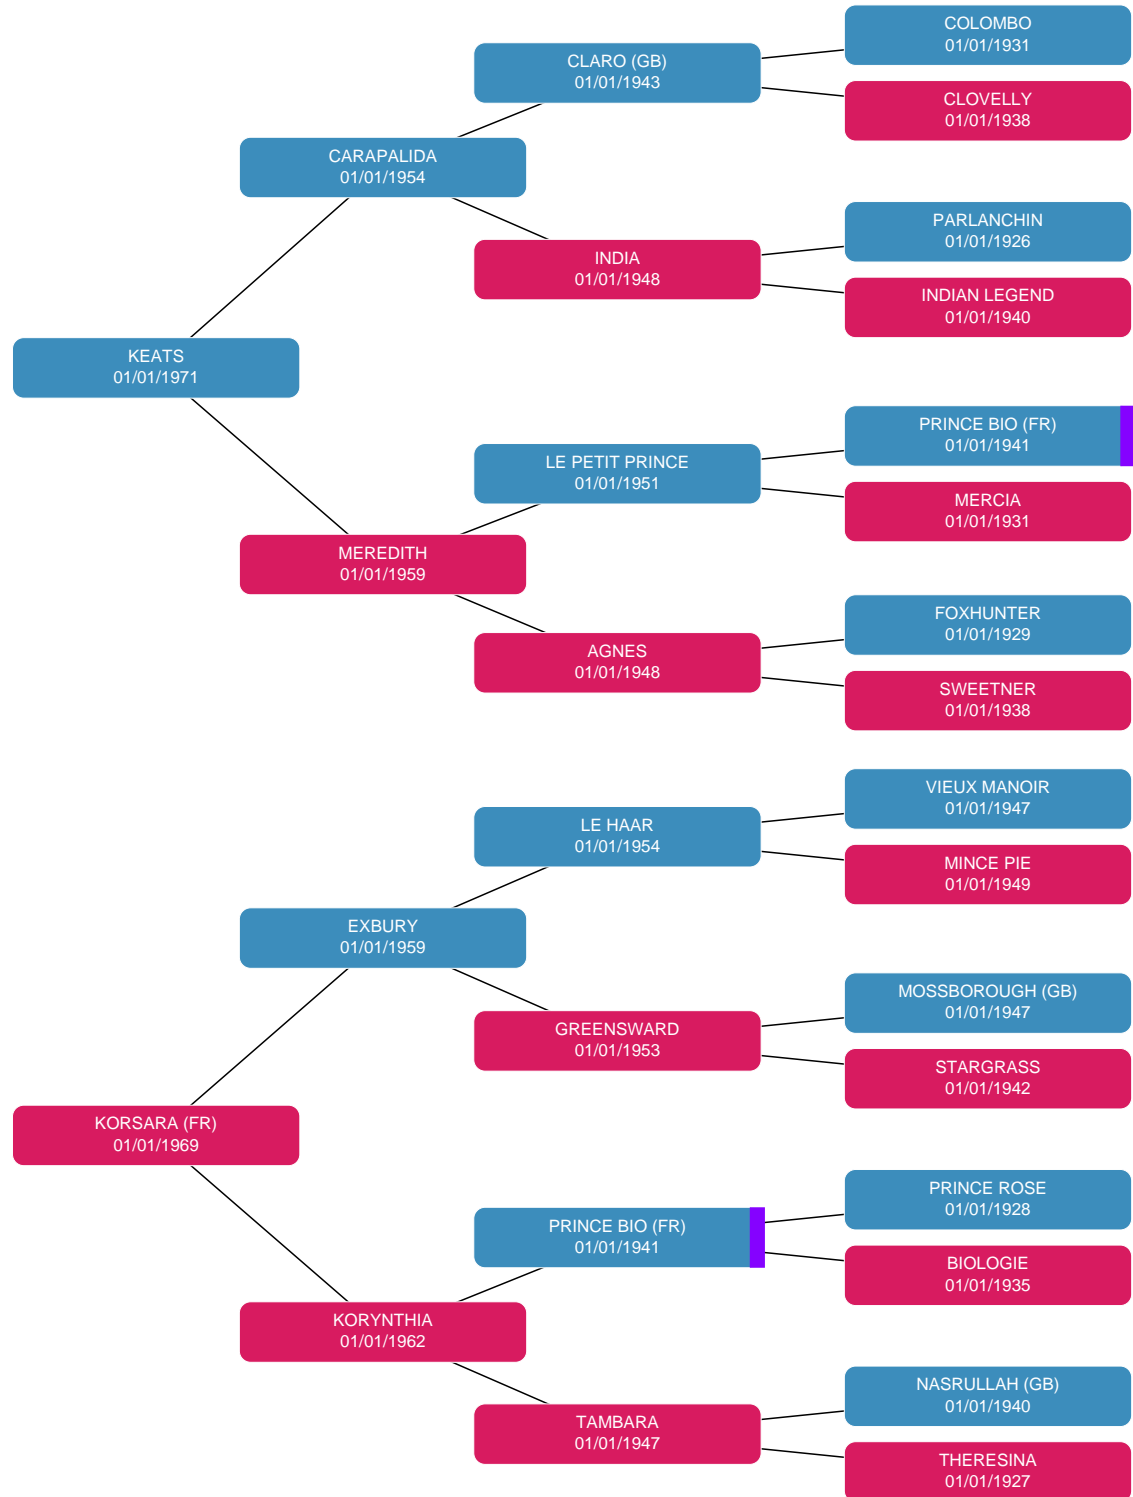 COLOMBO
01/01/1931
CLARO (GB)
01/01/1943
CLOVELLY
01/01/1938
CARAPALIDA
01/01/1954
PARLANCHIN
01/01/1926
INDIA
01/01/1948
INDIAN LEGEND
01/01/1940
KEATS
01/01/1971
PRINCE BIO (FR)
01/01/1941
LE PETIT PRINCE
01/01/1951
MERCIA
01/01/1931
MEREDITH
01/01/1959
FOXHUNTER
01/01/1929
AGNES
01/01/1948
SWEETNER
01/01/1938
VIEUX MANOIR
01/01/1947
LE HAAR
01/01/1954
MINCE PIE
01/01/1949
EXBURY
01/01/1959
MOSSBOROUGH (GB)
01/01/1947
GREENSWARD
01/01/1953
STARGRASS
01/01/1942
KORSARA (FR)
01/01/1969
PRINCE ROSE
01/01/1928
PRINCE BIO (FR)
01/01/1941
BIOLOGIE
01/01/1935
KORYNTHIA
01/01/1962
NASRULLAH (GB)
01/01/1940
TAMBARA
01/01/1947
THERESINA
01/01/1927